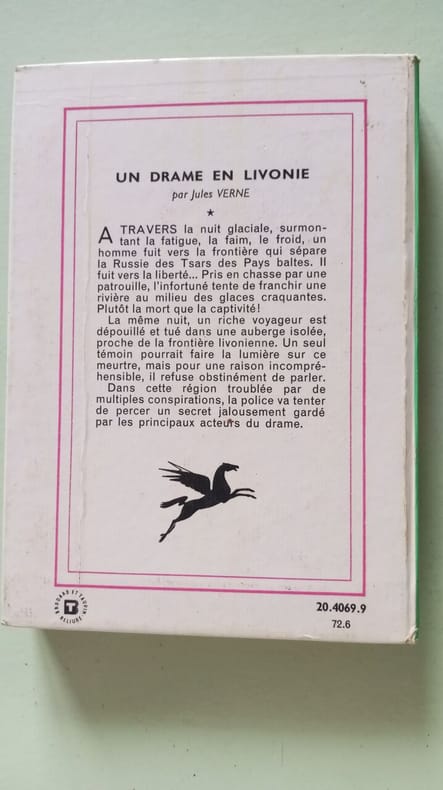 UN DRAME EN LIVONIE
par Jules VERNE
A TRAVERS la nuit glaciale, surmon-
tant la fatigue, la faim, le froid, un
homme fuit vers la frontière qui sépare
la Russie des Tsars des Pays baltes. Il
fuit vers la liberté... Pris en chasse par une
patrouille, l'infortuné tente de franchir une
rivière au milieu des glaces craquantes.
Plutôt la mort que la captivité!
La même nuit, un riche voyageur est
dépouillé et tué dans une auberge isolée,
proche de la frontière livonienne. Un seul
témoin pourrait faire la lumière sur ce
meurtre, mais pour une raison incompré-
hensible, il refuse obstinément de parler.
Dans cette région troublée par de
multiples conspirations, la police va tenter
de percer un secret jalousement gardé
par les principaux acteurs du drame.
BRODARD ET TAUPIN
RELIURE
20.4069.9
72.6